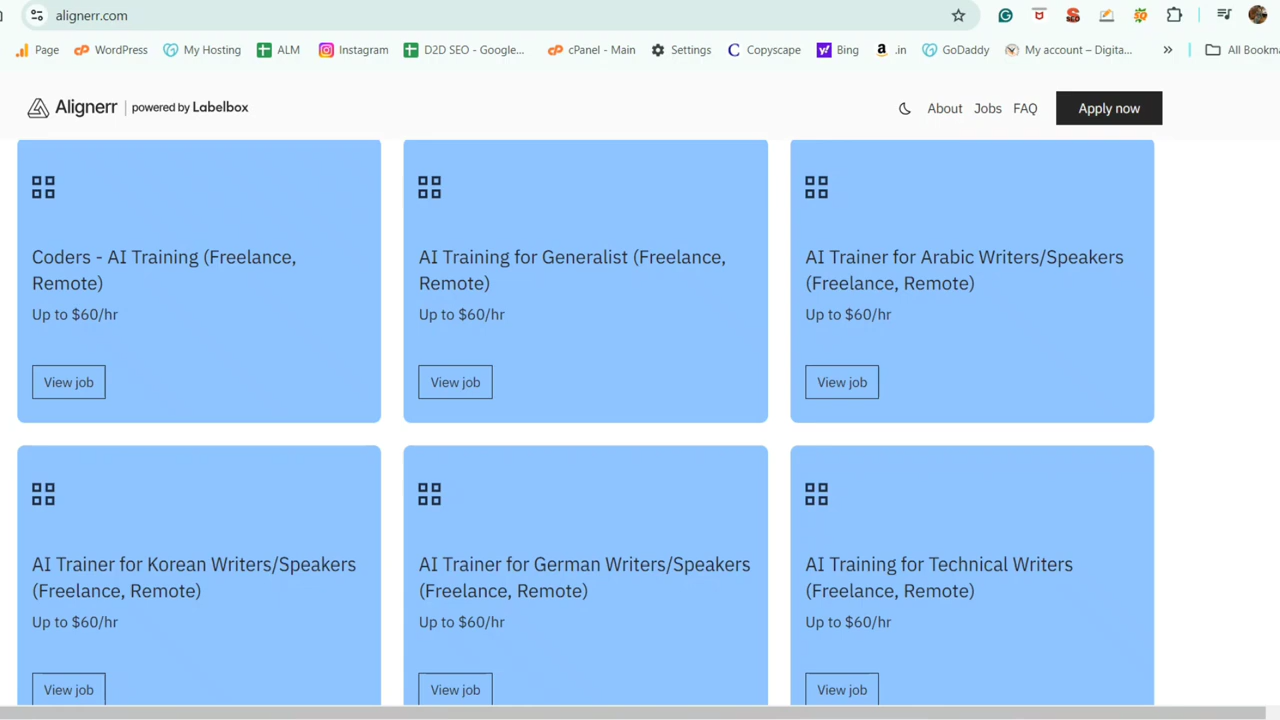 alignerr.com
Page WordPress My Hosting ALM Instagram D2D SEO - Google... cPanel - Main Settings Copyscape Bing .in GoDaddy My account – Digita... » All Bookm
Alignerr powered by Labelbox About Jobs FAQ Apply now
Coders - AI Training (Freelance,
Remote)
Up to $60/hr
View job
AI Training for Generalist (Freelance,
Remote)
Up to $60/hr
View job
AI Trainer for Arabic Writers/Speakers
(Freelance, Remote)
Up to $60/hr
View job
AI Trainer for Korean Writers/Speakers
(Freelance, Remote)
Up to $60/hr
View job
AI Trainer for German Writers/Speakers
(Freelance, Remote)
Up to $60/hr
View job
AI Training for Technical Writers
(Freelance, Remote)
Up to $60/hr
View job